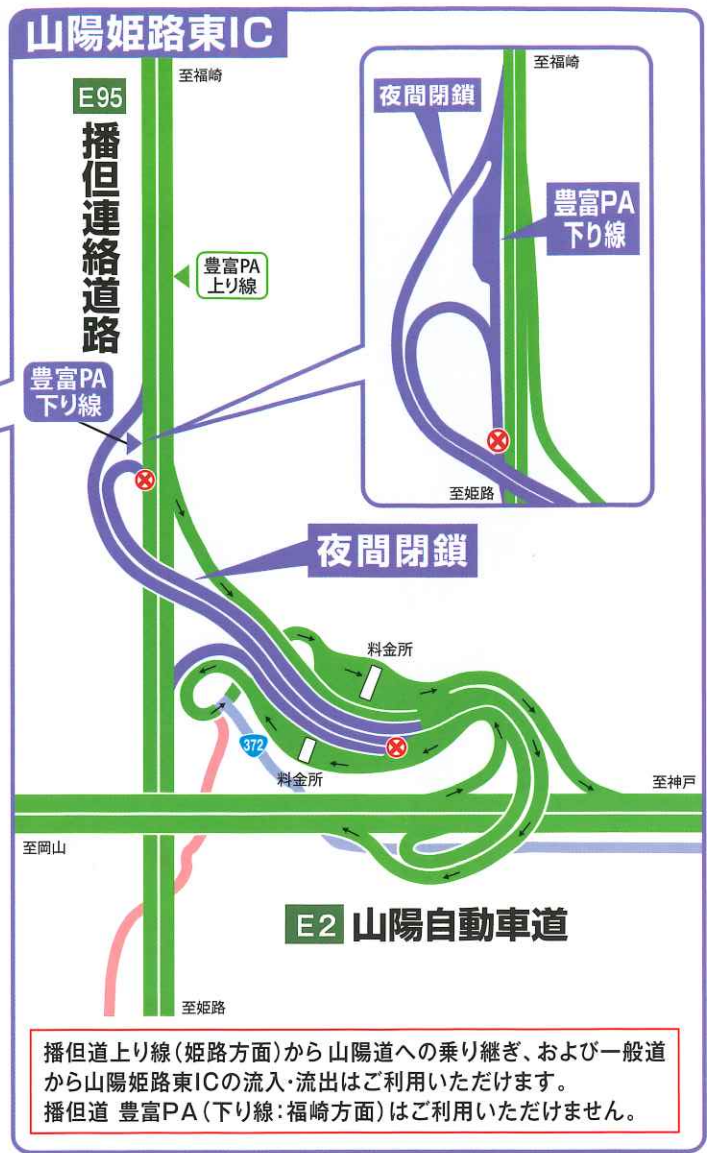 山陽姫路東IC
至福崎
E95
播但連絡道路
豊富PA
上り線
豊富PA
下り線
夜間閉鎖
至福崎
豊富PA
下り線
至姫路
夜間閉鎖
料金所
372
料金所
至神戸
至岡山
E2 山陽自動車道
至姫路
播但道上り線(姫路方面)から山陽道への乗り継ぎ、および一般道
から山陽姫路東ICの流入・流出はご利用いただけます。
播但道 豊富PA(下り線:福崎方面)はご利用いただけません。